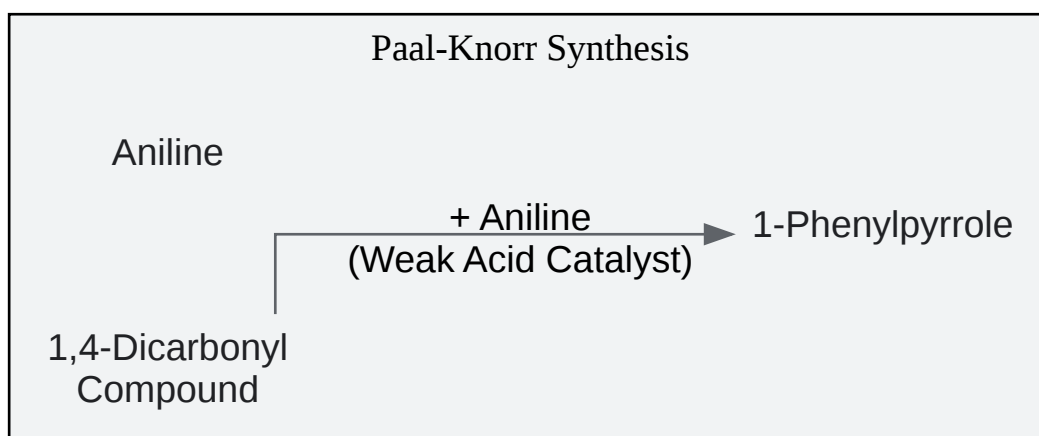 Paal-Knorr Synthesis
Aniline
+ Aniline
(Weak Acid Catalyst)
1-Phenylpyrrole
1,4-Dicarbonyl
Compound